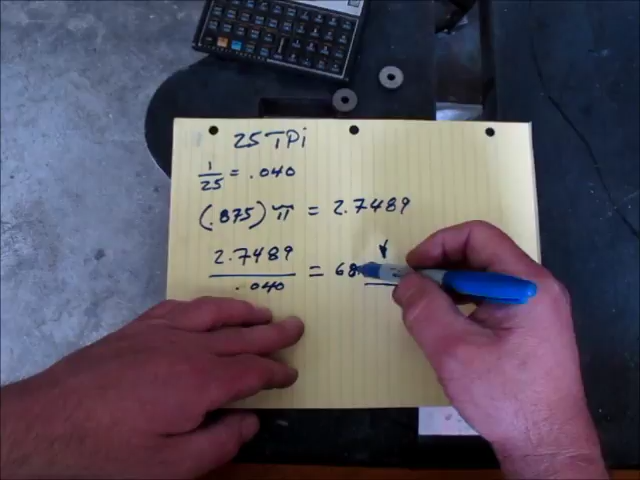 25 TPi
1/25 = .040
(.875) π = 2.7489
2.7489/.040 = 68